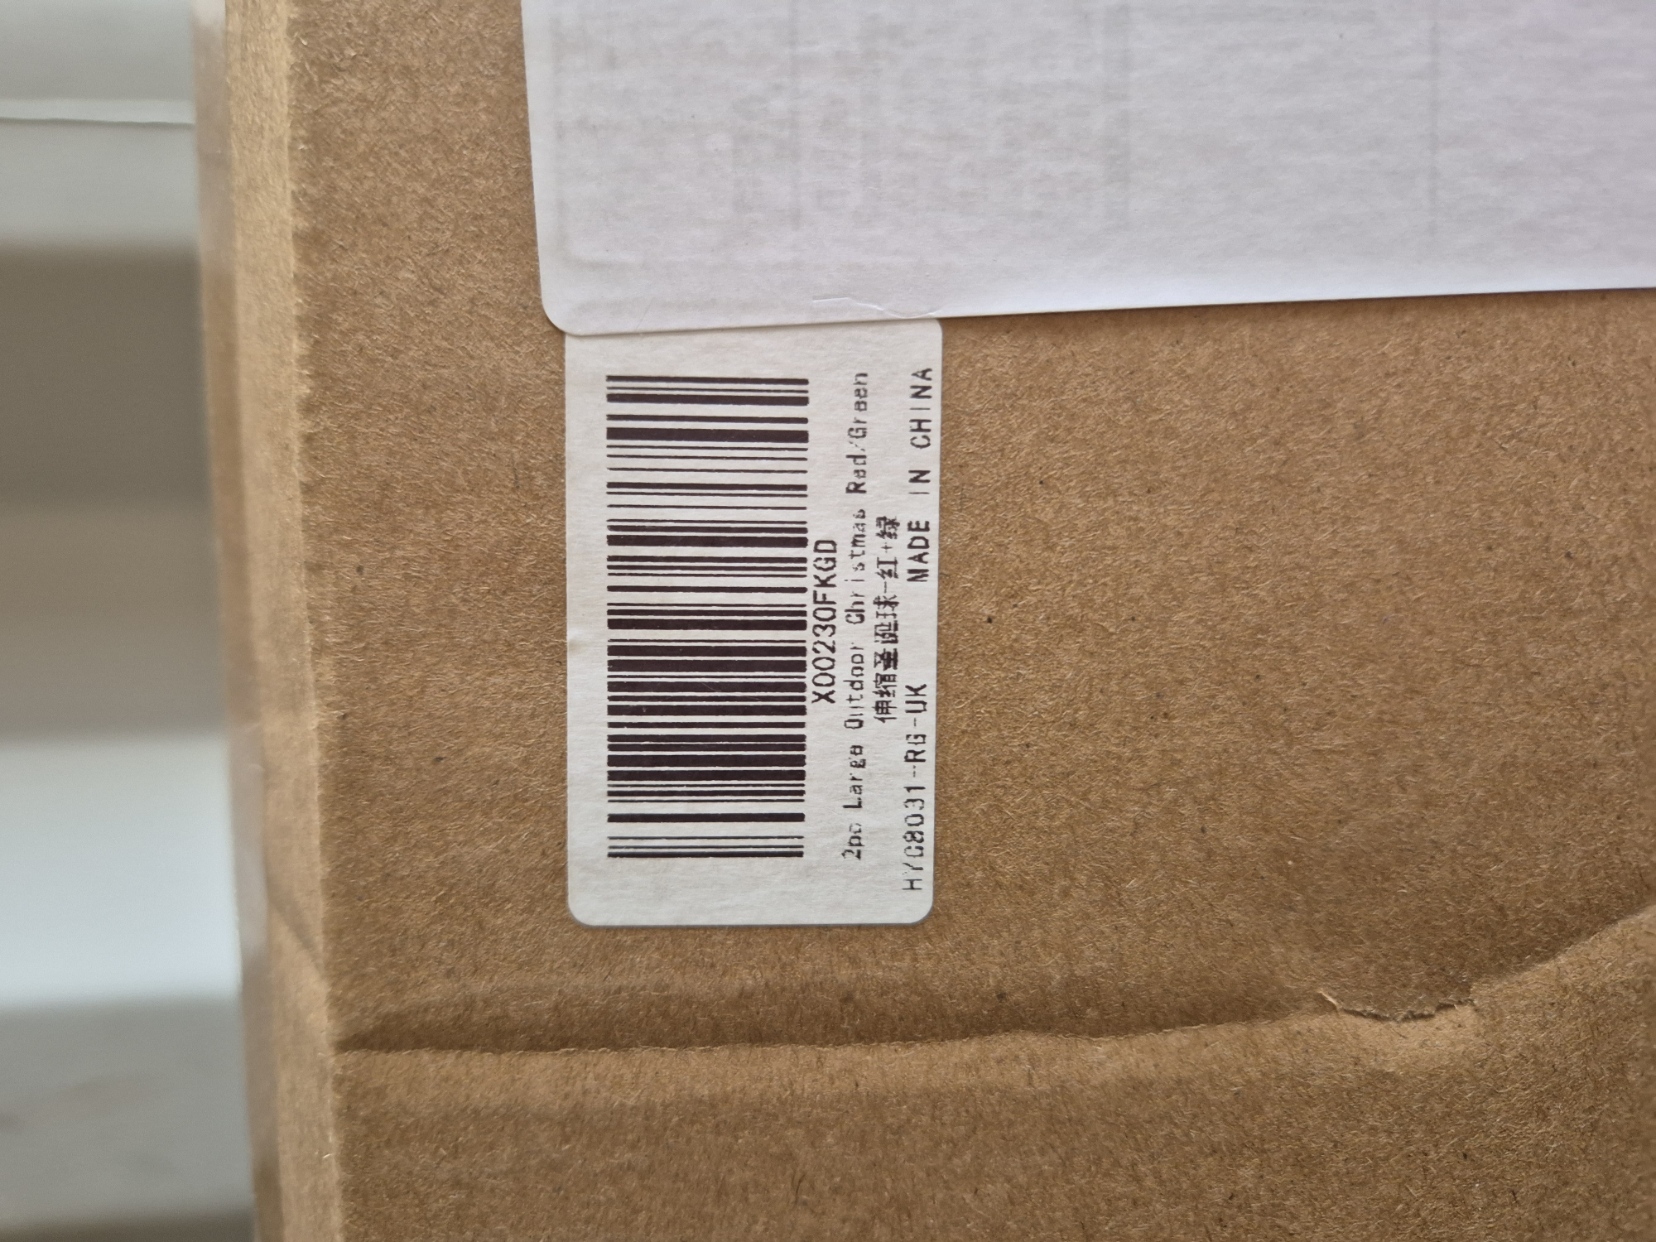 X00230FKGD
2pc Large Outdoor Christmas Red/Green
伸缩圣诞球-红+绿
HYC8031-RG-UK MADE IN CHINA